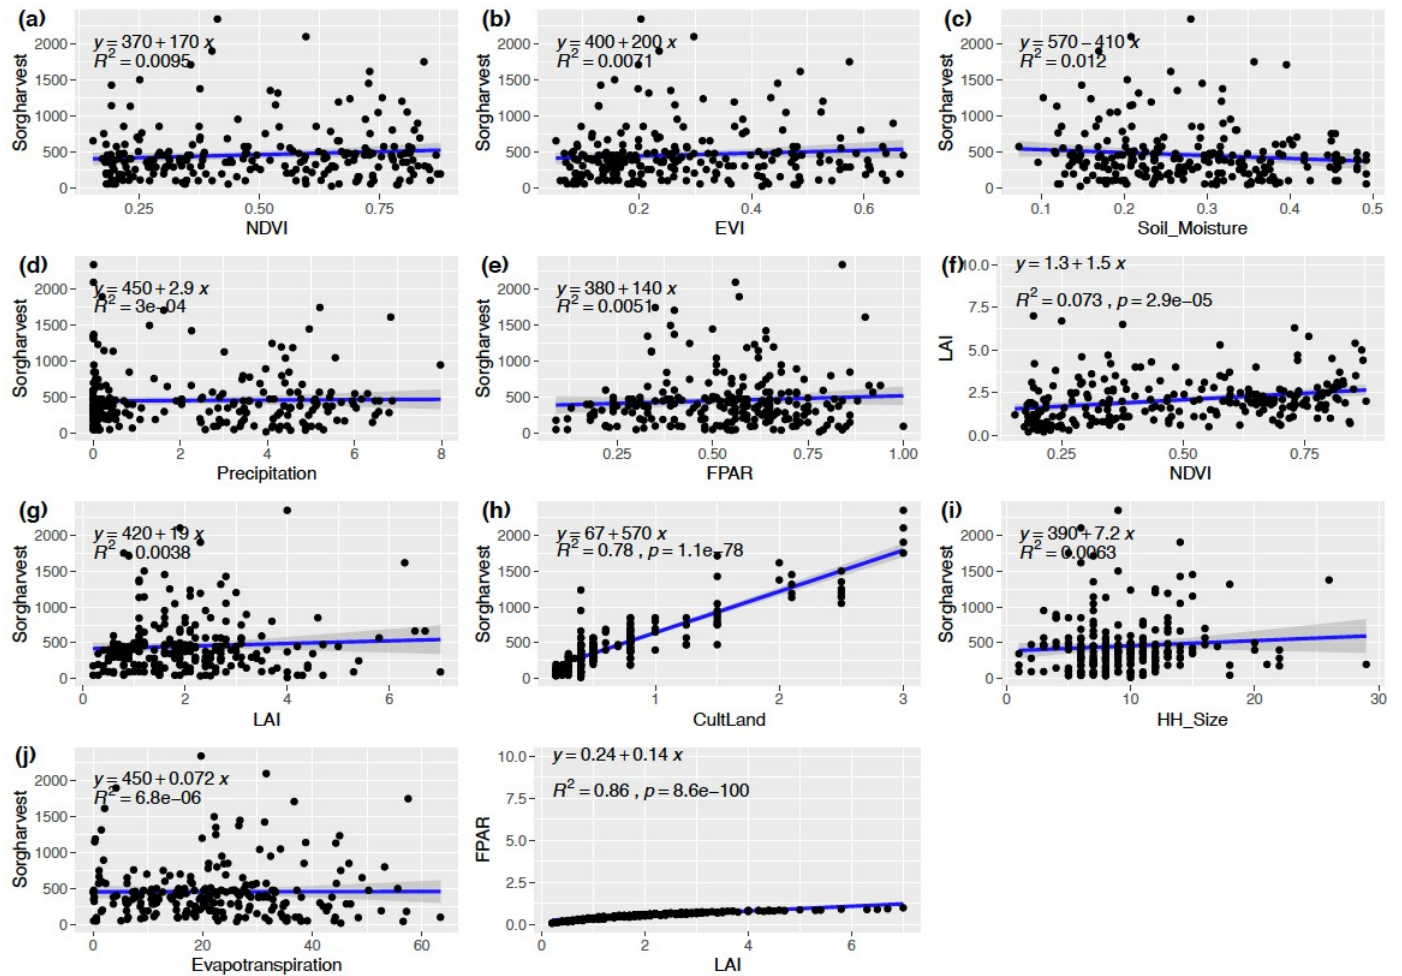 (a)
y = 370 + 170 x
R2 = 0.0095
Sorgharvest
2000
1500
1000
500
0
0.25 0.50 0.75
NDVI
(b)
y = 400 + 200 x
R2 = 0.0071
Sorgharvest
2000
1500
1000
500
0
0.2 0.4 0.6
EVI
(c)
y = 570 − 410 x
R2 = 0.012
Sorgharvest
2000
1500
1000
500
0
0.1 0.2 0.3 0.4 0.5
Soil_Moisture
(d)
y = 450 + 2.9 x
R2 = 3e−04
Sorgharvest
2000
1500
1000
500
0
0 2 4 6 8
Precipitation
(e)
y = 380 + 140 x
R2 = 0.0051
Sorgharvest
2000
1500
1000
500
0
0.25 0.50 0.75 1.00
FPAR
(f)
y = 1.3 + 1.5 x
R2 = 0.073 , p = 2.9e−05
LAI
10.0
7.5
5.0
2.5
0.0
0.25 0.50 0.75
NDVI
(g)
y = 420 + 19 x
R2 = 0.0038
Sorgharvest
2000
1500
1000
500
0
0 2 4 6
LAI
(h)
y = 67 + 570 x
R2 = 0.78 , p = 1.1e−78
Sorgharvest
2000
1500
1000
500
0
1 2 3
CultLand
(i)
y = 390 + 7.2 x
R2 = 0.0063
Sorgharvest
2000
1500
1000
500
0
0 10 20 30
HH_Size
(j)
y = 450 + 0.072 x
R2 = 6.8e−06
Sorgharvest
2000
1500
1000
500
0
0 20 40 60
Evapotranspiration
y = 0.24 + 0.14 x
R2 = 0.86 , p = 8.6e−100
FPAR
10.0
7.5
5.0
2.5
0.0
0 2 4 6
LAI